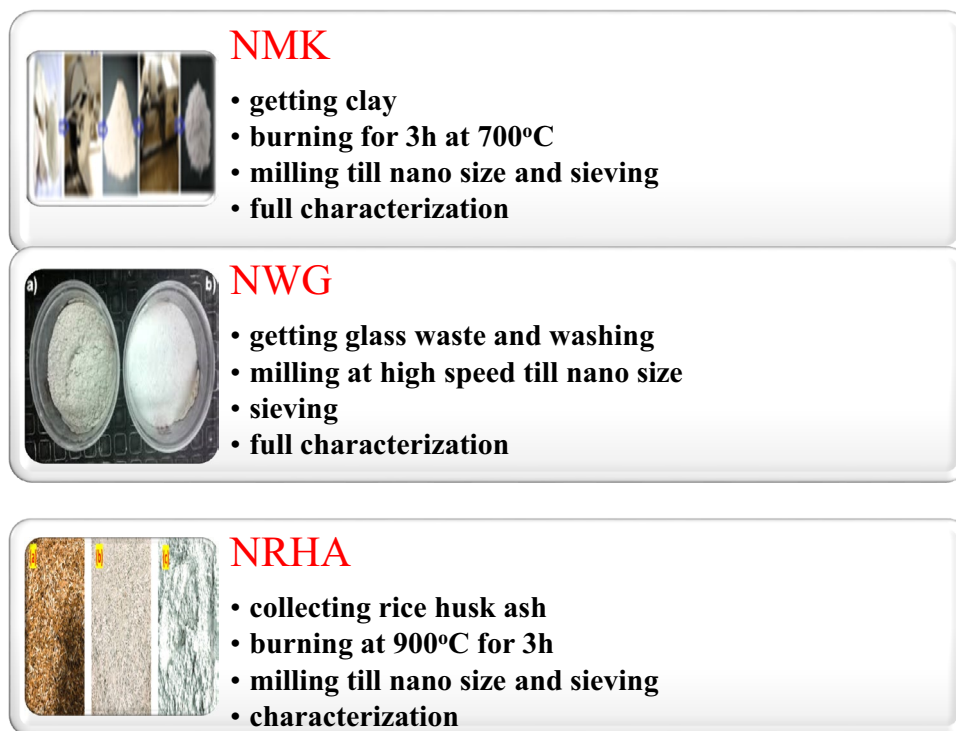 NMK
• getting clay
• burning for 3h at 700°C
• milling till nano size and sieving
• full characterization
a) b)
NWG
• getting glass waste and washing
• milling at high speed till nano size
• sieving
• full characterization
(a) (b) (c)
NRHA
• collecting rice husk ash
• burning at 900°C for 3h
• milling till nano size and sieving
• characterization